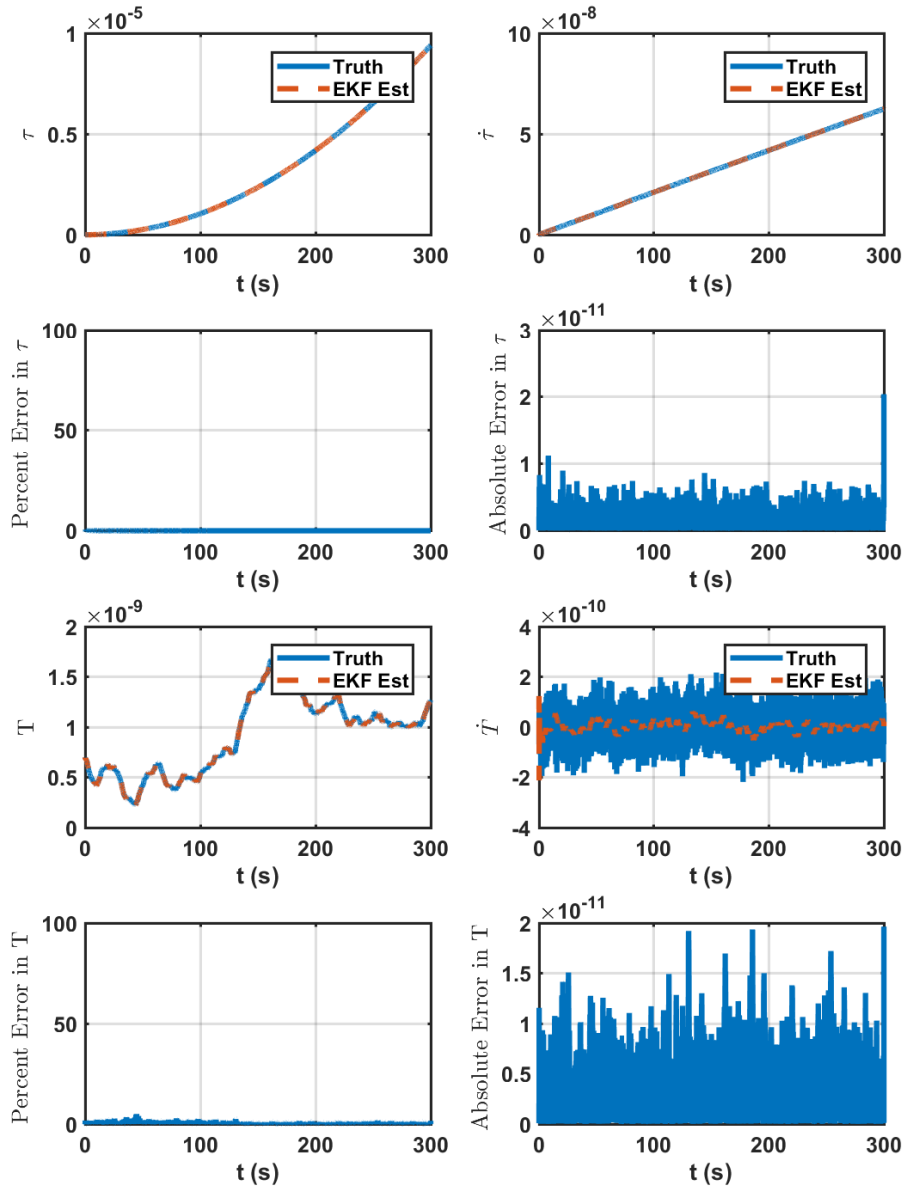 ×10^-5
1
0.5
0
τ
Truth
EKF Est
0 100 200 300
t (s)
×10^-8
10
5
0
τ̇
Truth
EKF Est
0 100 200 300
t (s)
100
50
0
Percent Error in τ
0 100 200 300
t (s)
×10^-11
3
2
1
0
Absolute Error in τ
0 100 200 300
t (s)
×10^-9
2
1.5
1
0.5
0
T
Truth
EKF Est
0 100 200 300
t (s)
×10^-10
4
2
0
-2
-4
Ṫ
Truth
EKF Est
0 100 200 300
t (s)
100
50
0
Percent Error in T
0 100 200 300
t (s)
×10^-11
2
1.5
1
0.5
0
Absolute Error in T
0 100 200 300
t (s)